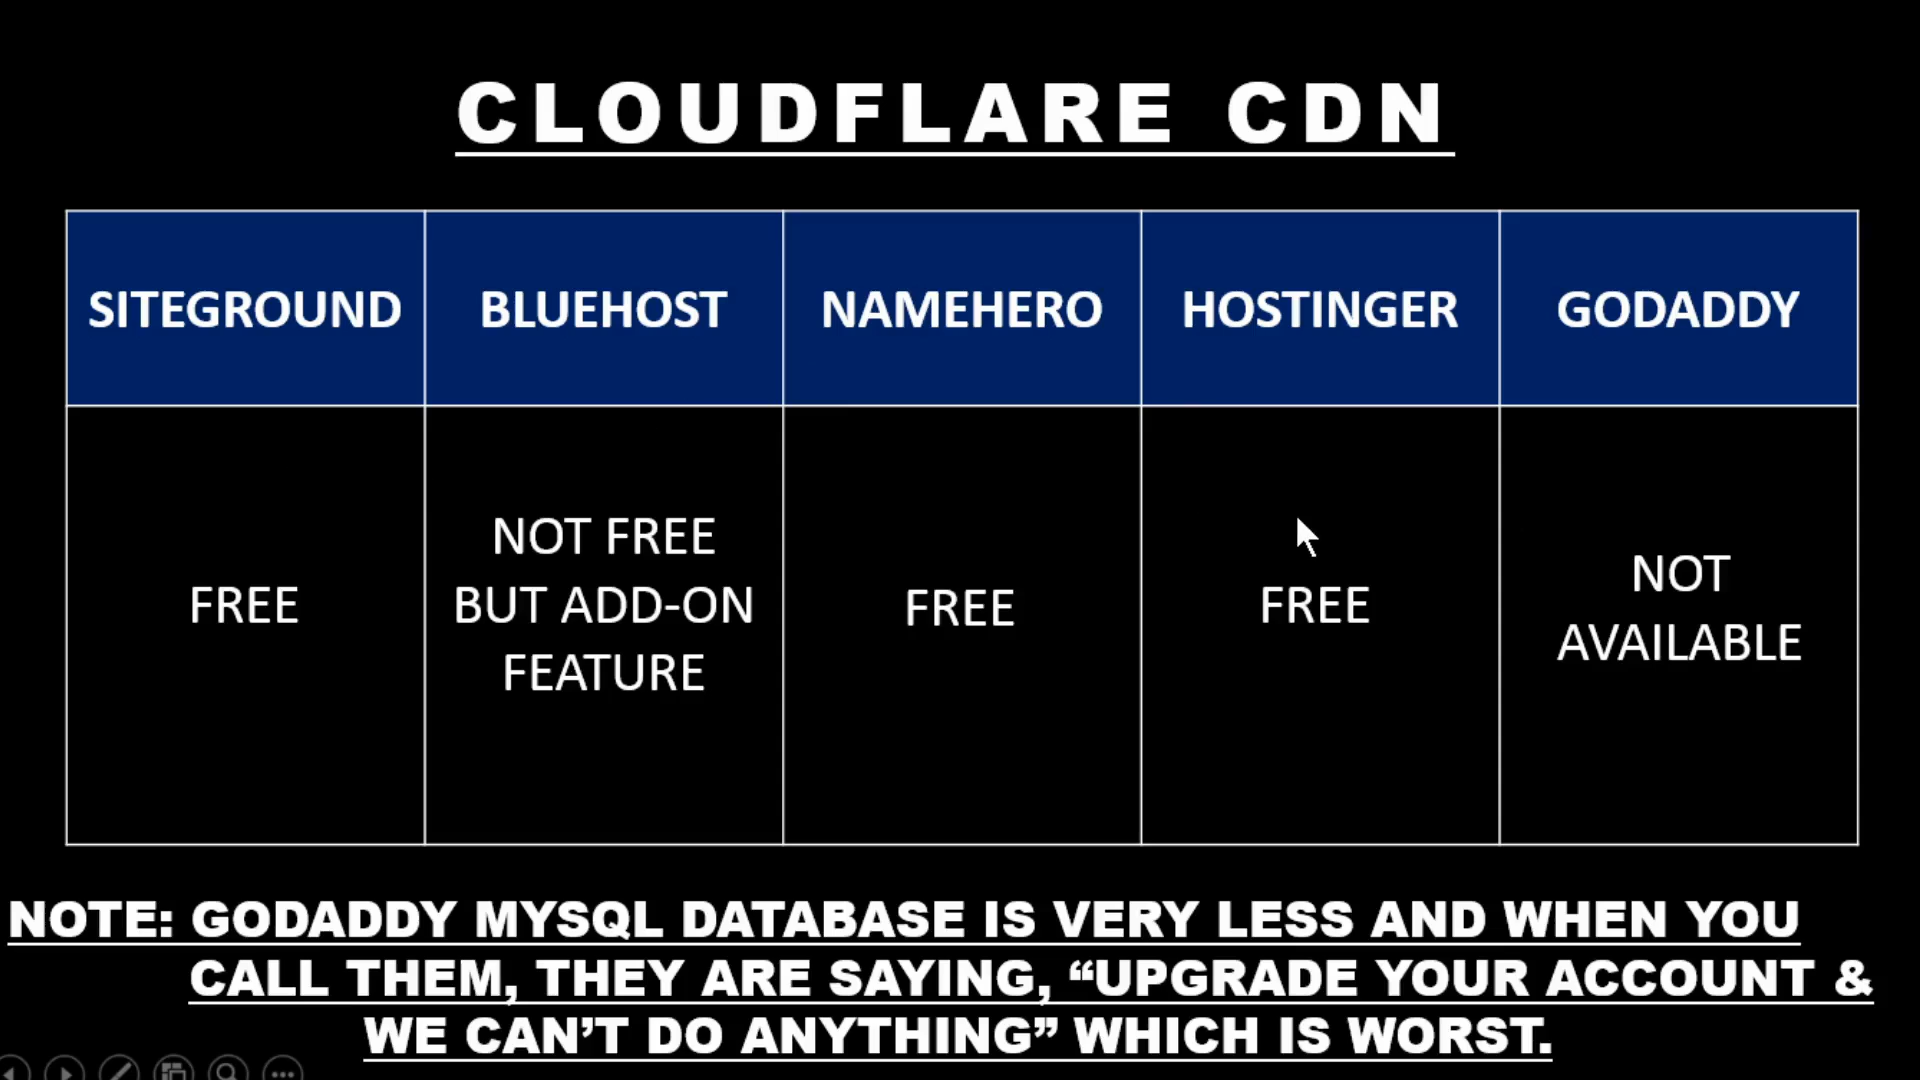 CLOUDFLARE CDN
SITEGROUND BLUEHOST NAMEHERO HOSTINGER GODADDY
FREE
NOT FREE
BUT ADD-ON
FEATURE
FREE
FREE
NOT
AVAILABLE
NOTE: GODADDY MYSQL DATABASE IS VERY LESS AND WHEN YOU
CALL THEM, THEY ARE SAYING, “UPGRADE YOUR ACCOUNT &
WE CAN’T DO ANYTHING” WHICH IS WORST.